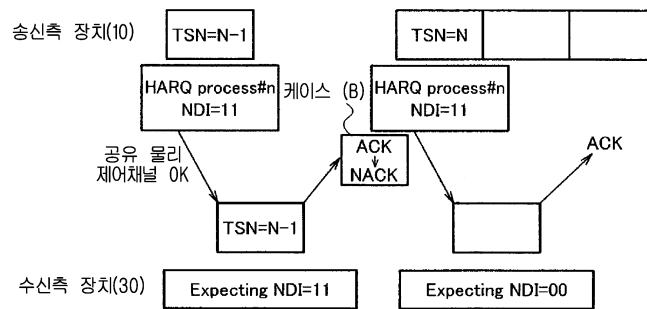 송신측 장치(10)
TSN=N-1
TSN=N
HARQ process#n
NDI=11
케이스 (B)
HARQ process#n
NDI=11
공유 물리
제어채널 OK
ACK
NACK
ACK
TSN=N-1
수신측 장치(30)
Expecting NDI=11
Expecting NDI=00